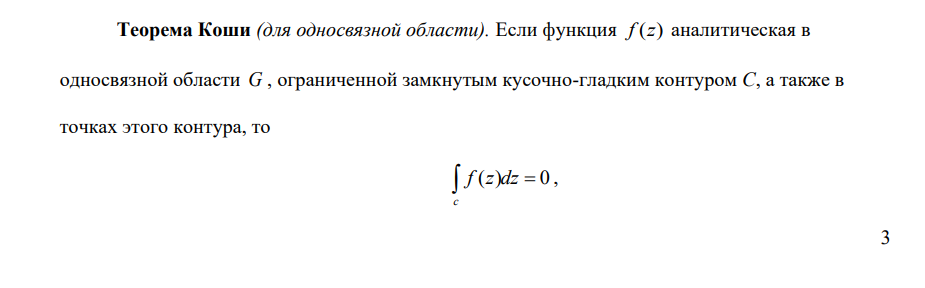 Теорема Коши (для односвязной области). Если функция f(z) аналитическая в
односвязной области G , ограниченной замкнутым кусочно-гладким контуром C, а также в
точках этого контура, то
∫ f(z)dz = 0 ,
c
3